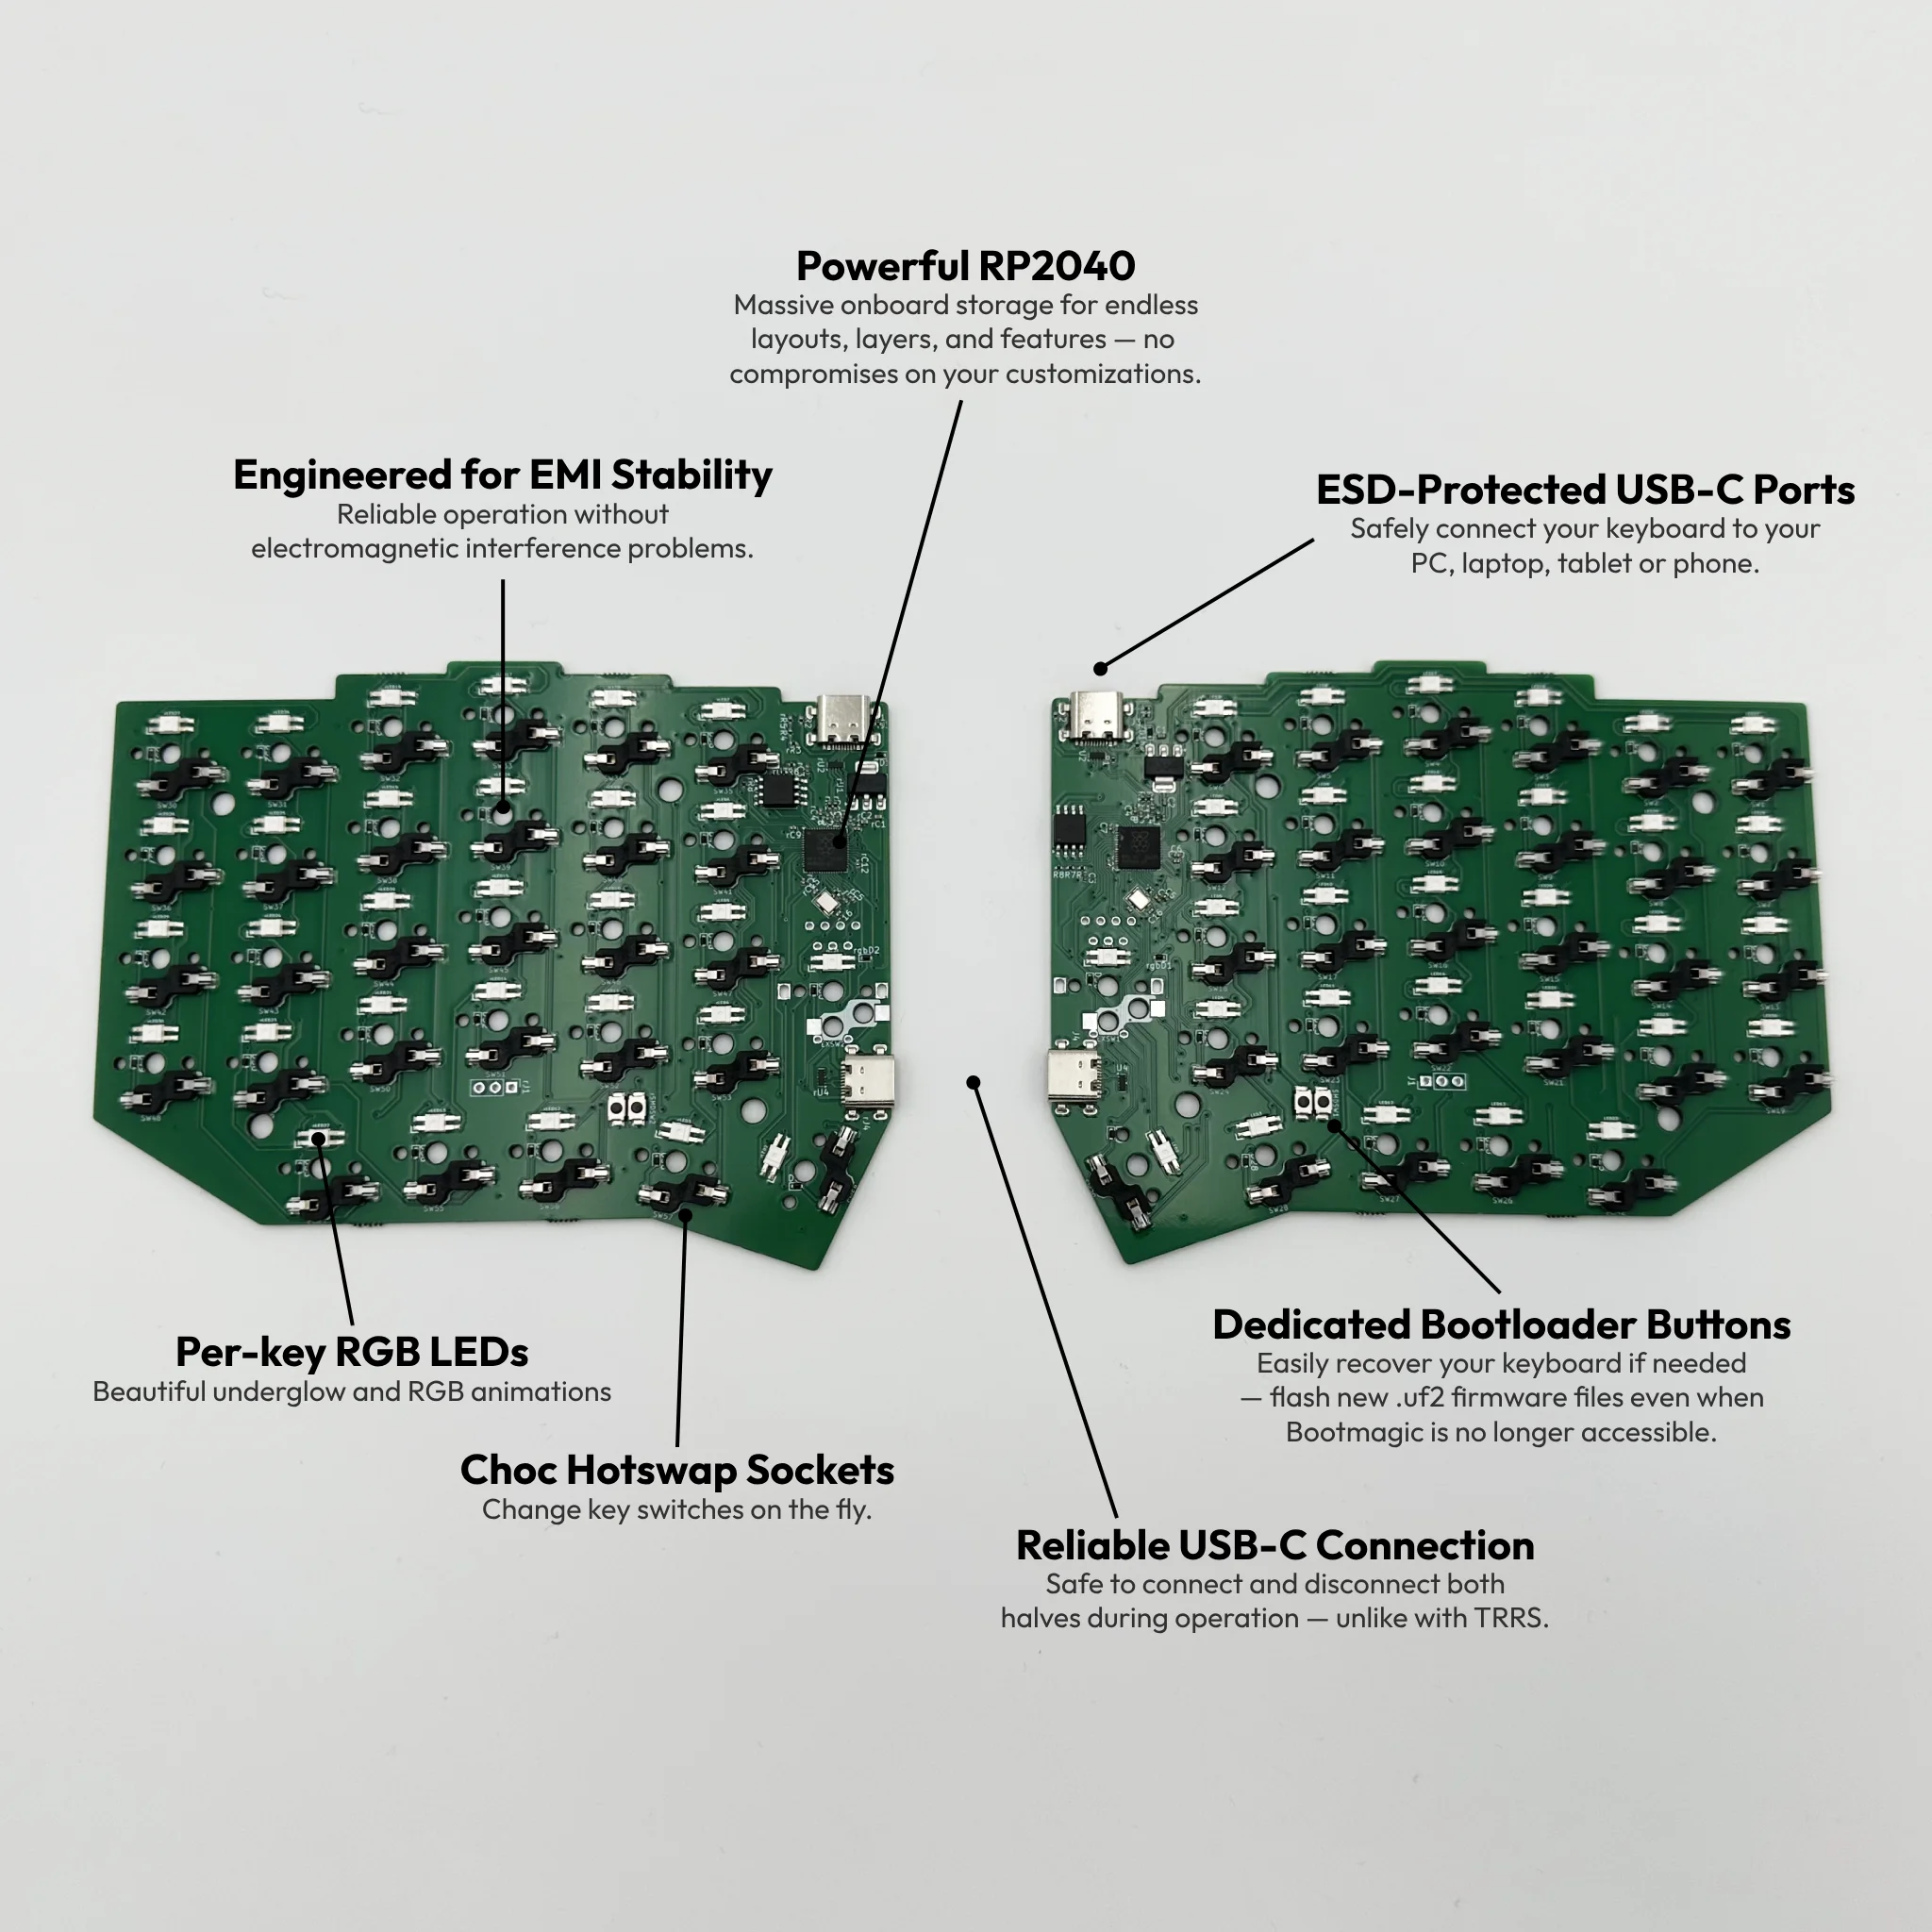 Powerful RP2040
Massive onboard storage for endless
layouts, layers, and features — no
compromises on your customizations.
Engineered for EMI Stability
Reliable operation without
electromagnetic interference problems.
ESD-Protected USB-C Ports
Safely connect your keyboard to your
PC, laptop, tablet or phone.
Per-key RGB LEDs
Beautiful underglow and RGB animations
Choc Hotswap Sockets
Change key switches on the fly.
Dedicated Bootloader Buttons
Easily recover your keyboard if needed
— flash new .uf2 firmware files even when
Bootmagic is no longer accessible.
Reliable USB-C Connection
Safe to connect and disconnect both
halves during operation — unlike with TRRS.